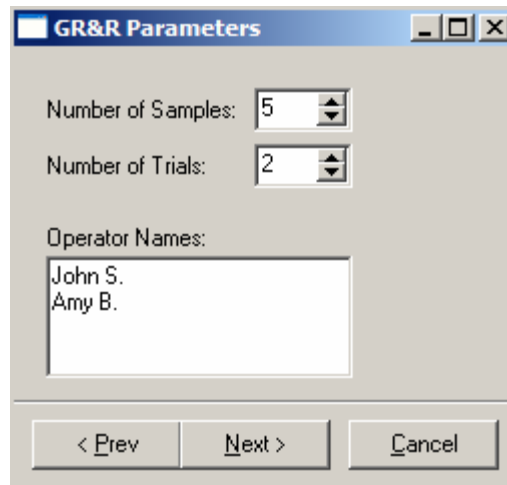 GR&R Parameters
Number of Samples: 5
Number of Trials: 2
Operator Names:
John S.
Amy B.
< Prev Next > Cancel